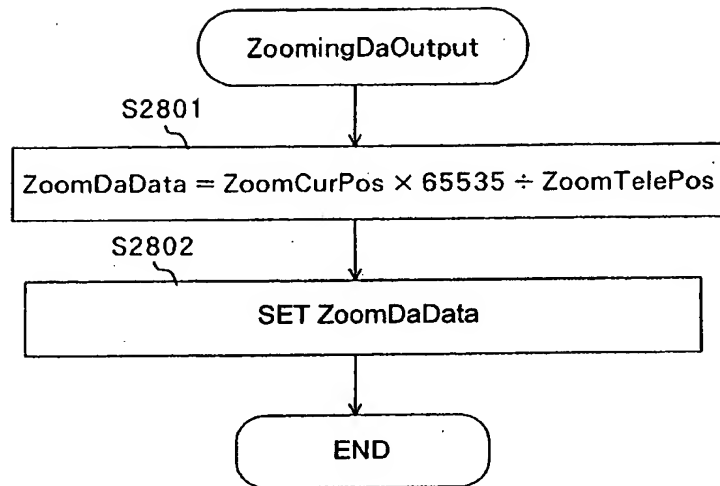 ZoomingDaOutput
S2801
ZoomDaData = ZoomCurPos × 65535 ÷ ZoomTelePos
S2802
SET ZoomDaData
END